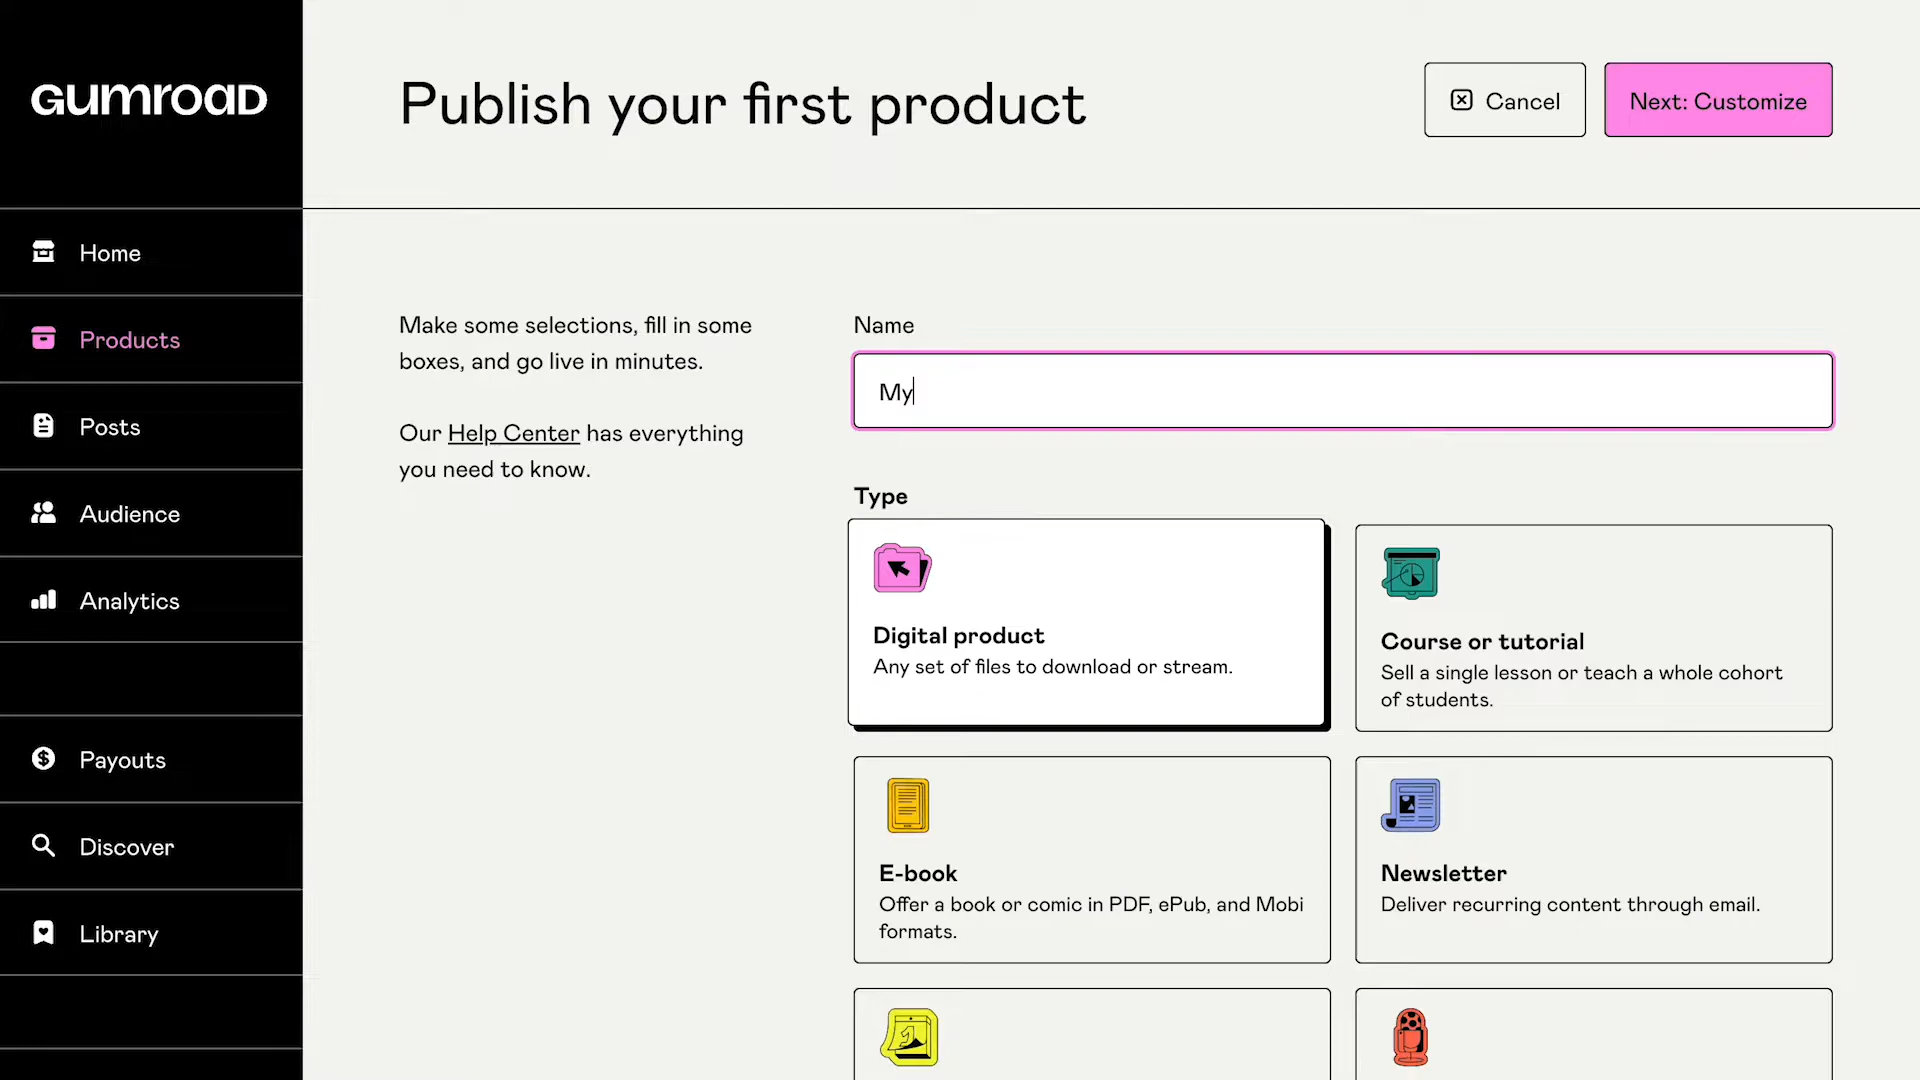 GUMROAD
Home
Products
Posts
Audience
Analytics
Payouts
Discover
Library
Publish your first product
Cancel
Next: Customize
Make some selections, fill in some
boxes, and go live in minutes.
Our Help Center has everything
you need to know.
Name
My
Type
Digital product
Any set of files to download or stream.
Course or tutorial
Sell a single lesson or teach a whole cohort
of students.
E-book
Offer a book or comic in PDF, ePub, and Mobi
formats.
Newsletter
Deliver recurring content through email.